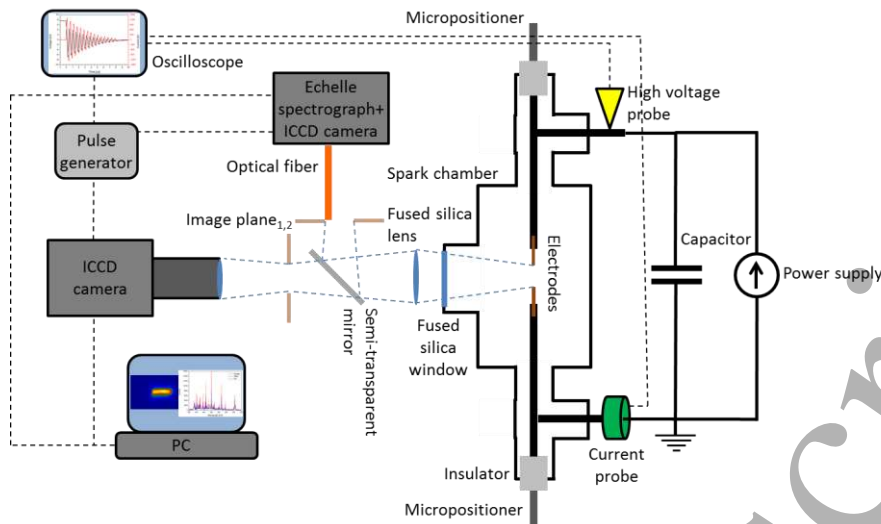 Micropositioner
Oscilloscope
Echelle
spectrograph+
ICCD camera
High voltage
probe
Pulse
generator
Optical fiber
Spark chamber
Image plane1,2
Fused silica
lens
ICCD
camera
Electrodes
Capacitor
Power supply
Semi-transparent
mirror
Fused
silica
window
PC
Insulator
Current
probe
Micropositioner